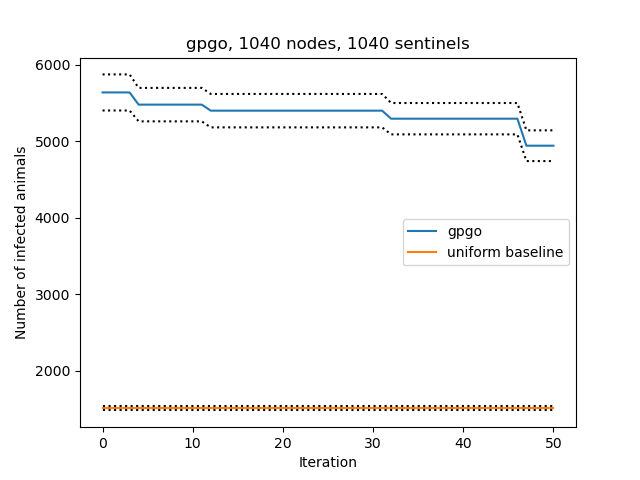 gpgo, 1040 nodes, 1040 sentinels
6000
5000
4000
3000
2000
Number of infected animals
gpgo
uniform baseline
0
10
20
30
40
50
Iteration